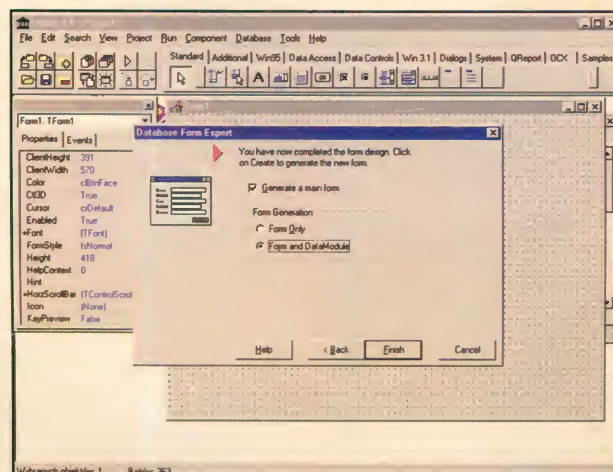 File Edit Search View Project Run Component Database Tools Help
Standard Additional Win95 Data Access Data Controls Win 3.1 Dialogs System QReport OCX Samples
Form1: TForm1
Properties Events
ClientHeight 391
ClientWidth 570
Color clBtnFace
Ctl3D True
Cursor crDefault
Enabled True
+Font (TFont)
FormStyle fsNormal
Height 418
HelpContext 0
Hint
+HorzScrollBar (TControlScrol
Icon (None)
KeyPreview False
Database Form Expert
You have now completed the form design. Click
on Create to generate the new form.
Generate a main form
Form Generation
Form Only
Form and DataModule
Help < Back Finish Cancel